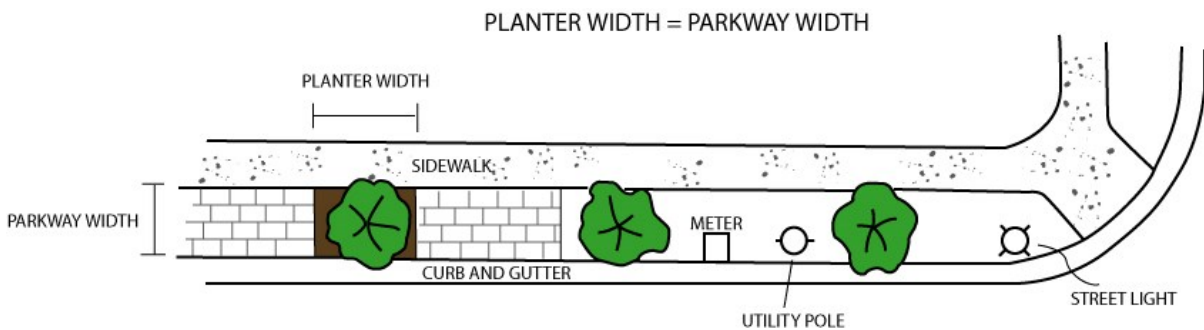 PLANTER WIDTH = PARKWAY WIDTH
PLANTER WIDTH
SIDEWALK
PARKWAY WIDTH
METER
CURB AND GUTTER
STREET LIGHT
UTILITY POLE